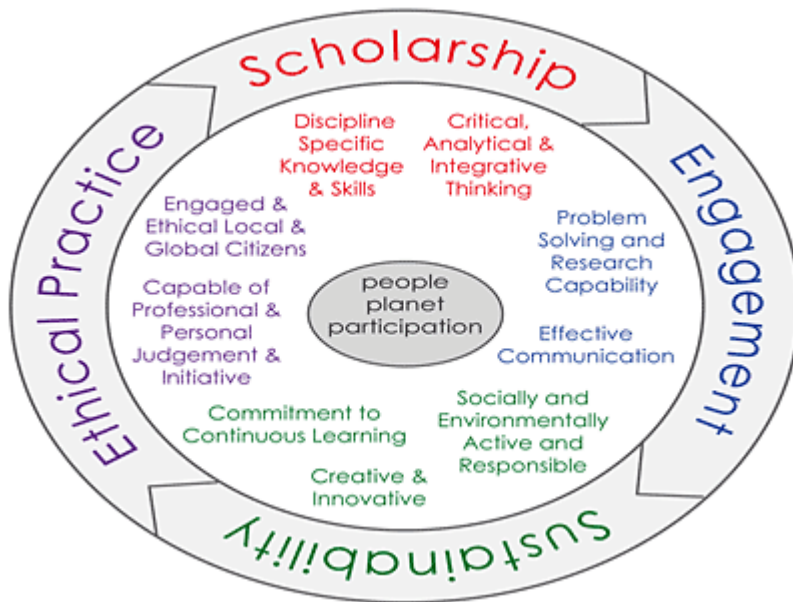 Scholarship
Engagement
Sustainability
Ethical Practice
Discipline
Specific
Knowledge
& Skills
Critical,
Analytical &
Integrative
Thinking
Problem
Solving and
Research
Capability
Effective
Communication
Socially and
Environmentally
Active and
Responsible
Creative &
Innovative
Commitment to
Continuous Learning
Capable of
Professional &
Personal
Judgement &
Initiative
Engaged &
Ethical Local &
Global Citizens
people
planet
participation